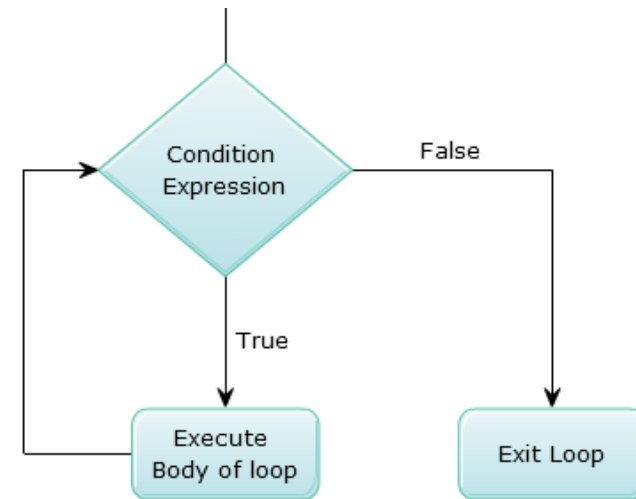 Condition
Expression
False
True
Execute
Body of loop
Exit Loop